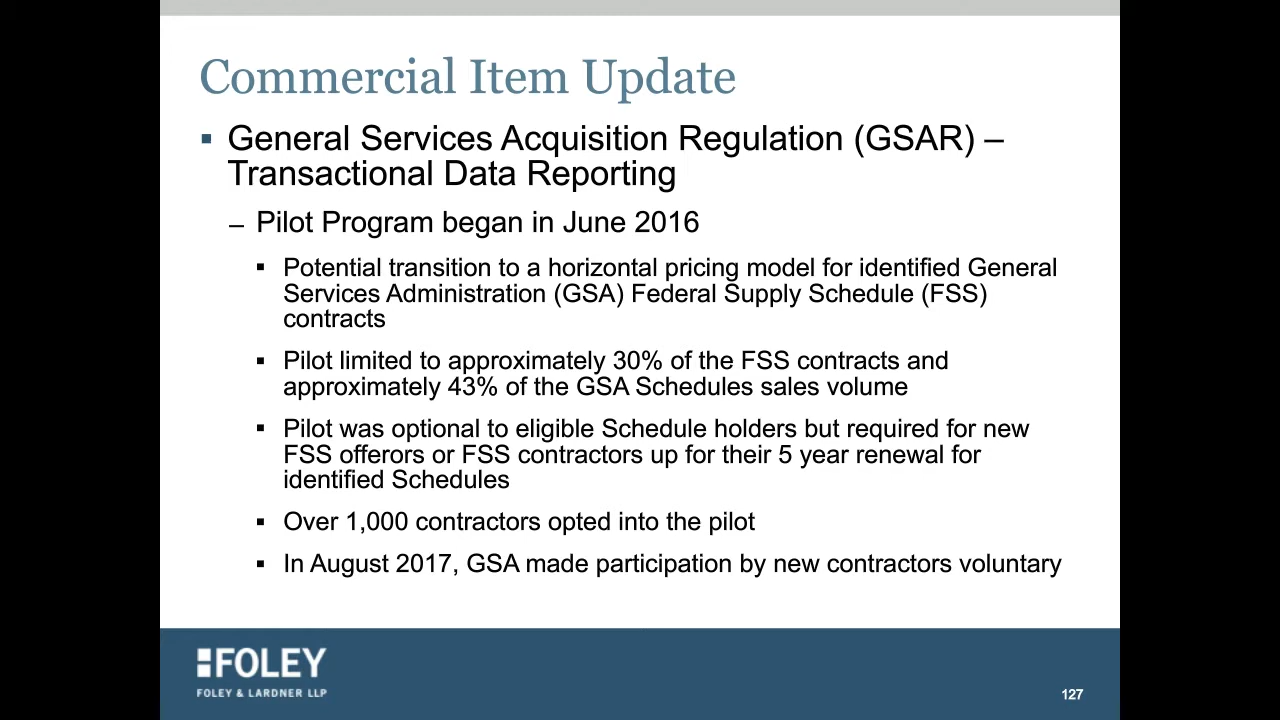 Commercial Item Update
▪ General Services Acquisition Regulation (GSAR) –
Transactional Data Reporting
– Pilot Program began in June 2016
▪ Potential transition to a horizontal pricing model for identified General
Services Administration (GSA) Federal Supply Schedule (FSS)
contracts
▪ Pilot limited to approximately 30% of the FSS contracts and
approximately 43% of the GSA Schedules sales volume
▪ Pilot was optional to eligible Schedule holders but required for new
FSS offerors or FSS contractors up for their 5 year renewal for
identified Schedules
▪ Over 1,000 contractors opted into the pilot
▪ In August 2017, GSA made participation by new contractors voluntary
FOLEY
FOLEY & LARDNER LLP
127